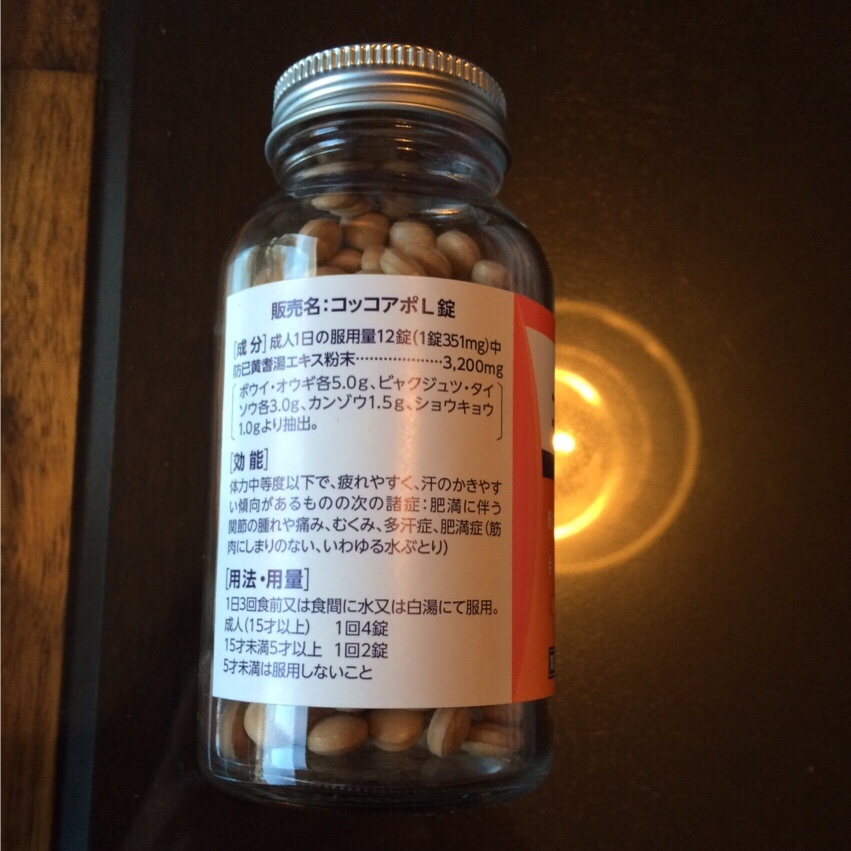 販売名:コッコアポL錠
[成分]成人1日の服用量12錠(1錠351mg)中
防已黄耆湯エキス粉末………………3,200mg
ボウイ・オウギ各5.0g、ビャクジュツ・タイ
ソウ各3.0g、カンゾウ1.5g、ショウキョウ
1.0gより抽出。
[効能]
体力中等度以下で、疲れやすく、汗のかきやす
い傾向があるものの次の諸症:肥満に伴う
関節の腫れや痛み、むくみ、多汗症、肥満症(筋
肉にしまりのない、いわゆる水ぶとり)
[用法・用量]
1日3回食前又は食間に水又は白湯にて服用。
成人(15才以上) 1回4錠
15才未満5才以上 1回2錠
5才未満は服用しないこと